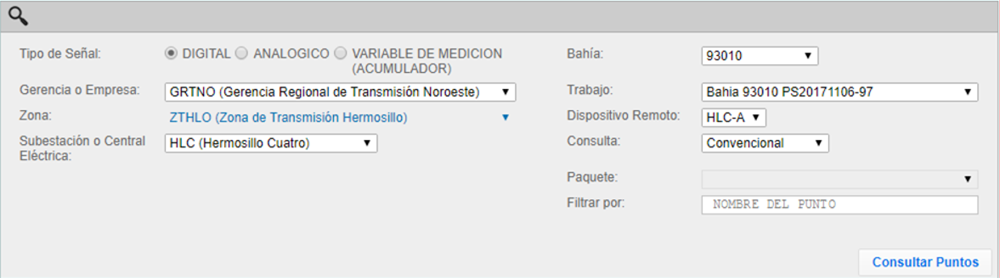 Tipo de Señal:
DIGITAL
ANALOGICO
VARIABLE DE MEDICION
(ACUMULADOR)
Gerencia o Empresa:
GRTNO (Gerencia Regional de Transmisión Noroeste)
Zona:
ZTHLO (Zona de Transmisión Hermosillo)
Subestación o Central
Eléctrica:
HLC (Hermosillo Cuatro)
Bahía:
93010
Trabajo:
Bahia 93010 PS20171106-97
Dispositivo Remoto:
HLC-A
Consulta:
Convencional
Paquete:
Filtrar por:
NOMBRE DEL PUNTO
Consultar Puntos